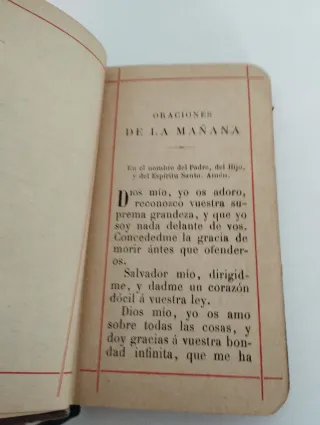 ORACIONES
DE LA MAÑANA
En el nombre del Padre, del Hijo,
y del Espíritu Santo. Amén.
Dios mio, yo os adoro,
reconozco vuestra su-
prema grandeza, y que yo
soy nada delante de vos.
Concededme la gracia de
morir ántes que ofender-
os.
Salvador mio, dirigid-
me, y dadme un corazón
dócil á vuestra ley.
Dios mio, yo os amo
sobre todas las cosas, y
doy gracias á vuestra bon-
dad infinita, que me ha